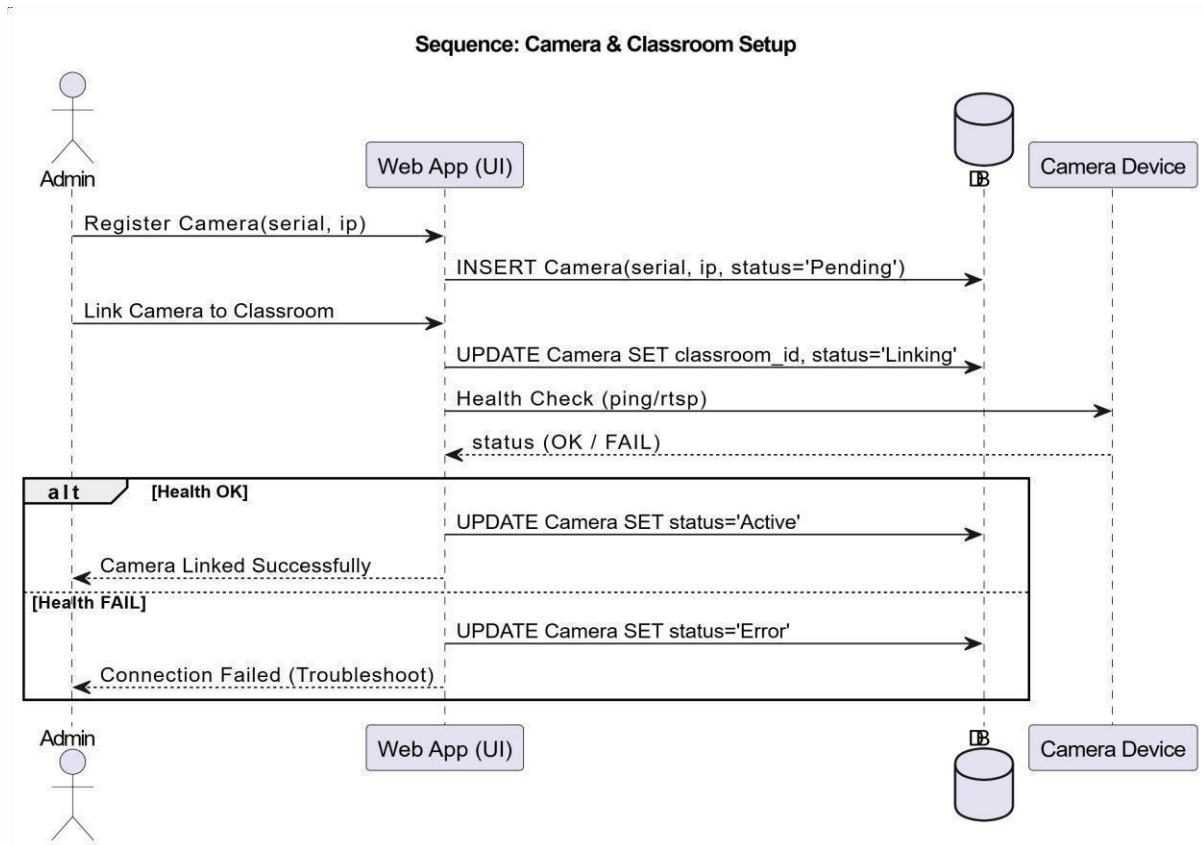 Sequence: Camera & Classroom Setup
Admin
Web App (UI)
DB
Camera Device
Register Camera(serial, ip)
INSERT Camera(serial, ip, status='Pending')
Link Camera to Classroom
UPDATE Camera SET classroom_id, status='Linking'
Health Check (ping/rtsp)
status (OK / FAIL)
alt [Health OK]
UPDATE Camera SET status='Active'
Camera Linked Successfully
[Health FAIL]
UPDATE Camera SET status='Error'
Connection Failed (Troubleshoot)
Admin
Web App (UI)
DB
Camera Device